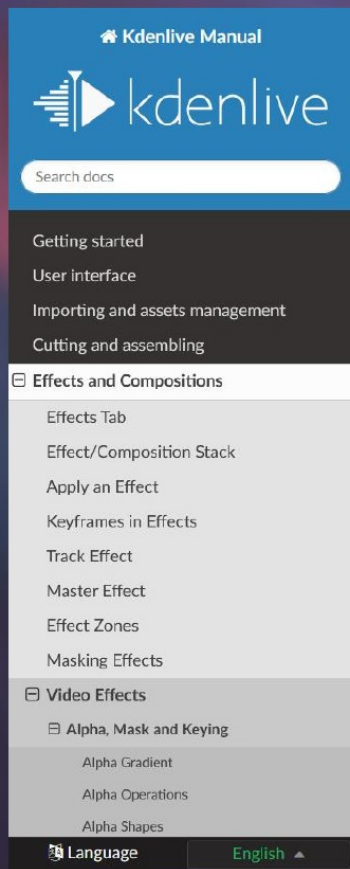 Kdenlive Manual
kdenlive
Search docs
Getting started
User interface
Importing and assets management
Cutting and assembling
Effects and Compositions
Effects Tab
Effect/Composition Stack
Apply an Effect
Keyframes in Effects
Track Effect
Master Effect
Effect Zones
Masking Effects
Video Effects
Alpha, Mask and Keying
Alpha Gradient
Alpha Operations
Alpha Shapes
Language English